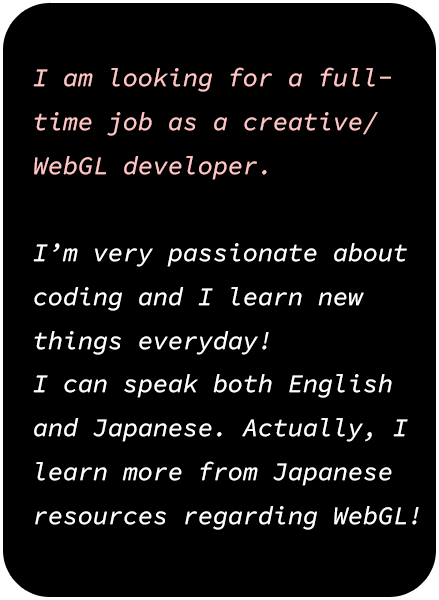 I am looking for a full-
time job as a creative/
WebGL developer.
I’m very passionate about
coding and I learn new
things everyday!
I can speak both English
and Japanese. Actually, I
learn more from Japanese
resources regarding WebGL!